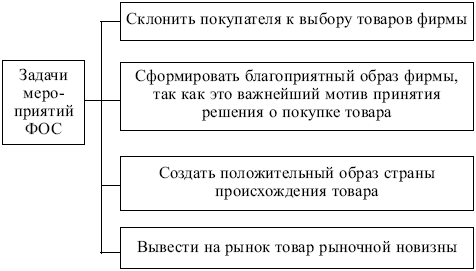 Задачи
меро-
приятий
ФОС
Склонить покупателя к выбору товаров фирмы
Сформировать благоприятный образ фирмы,
так как это важнейший мотив принятия
решения о покупке товара
Создать положительный образ страны
происхождения товара
Вывести на рынок товар рыночной новизны